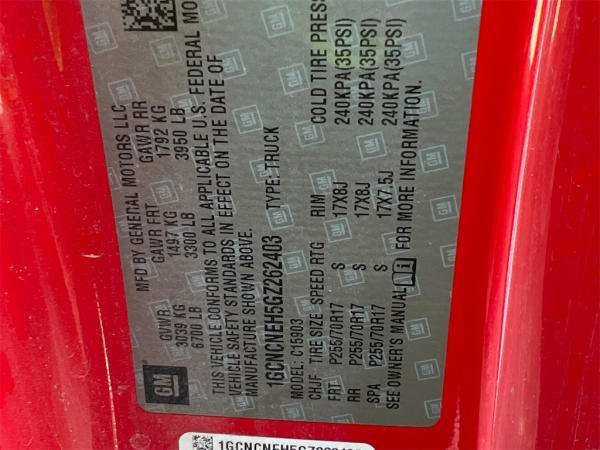 MFD BY GENERAL MOTORS LLC
GVWR GAWR FRT GAWR RR
3039 KG 1497 KG 1792 KG
6700 LB 3300 LB 3950 LB
THIS VEHICLE CONFORMS TO ALL APPLICABLE U.S. FEDERAL MOTOR
VEHICLE SAFETY STANDARDS IN EFFECT ON THE DATE OF
MANUFACTURE SHOWN ABOVE.
1GCNCNEH5GZ262403 TYPE: TRUCK
MODEL: C15903
CHJF TIRE SIZE SPEED RTG RIM COLD TIRE PRESS
FRT P255/70R17 S 17X8J 240KPA(35PSI)
RR P255/70R17 S 17X8J 240KPA(35PSI)
SPA P255/70R17 S 17X7.5J 240KPA(35PSI)
SEE OWNER'S MANUAL i FOR MORE INFORMATION.
GM